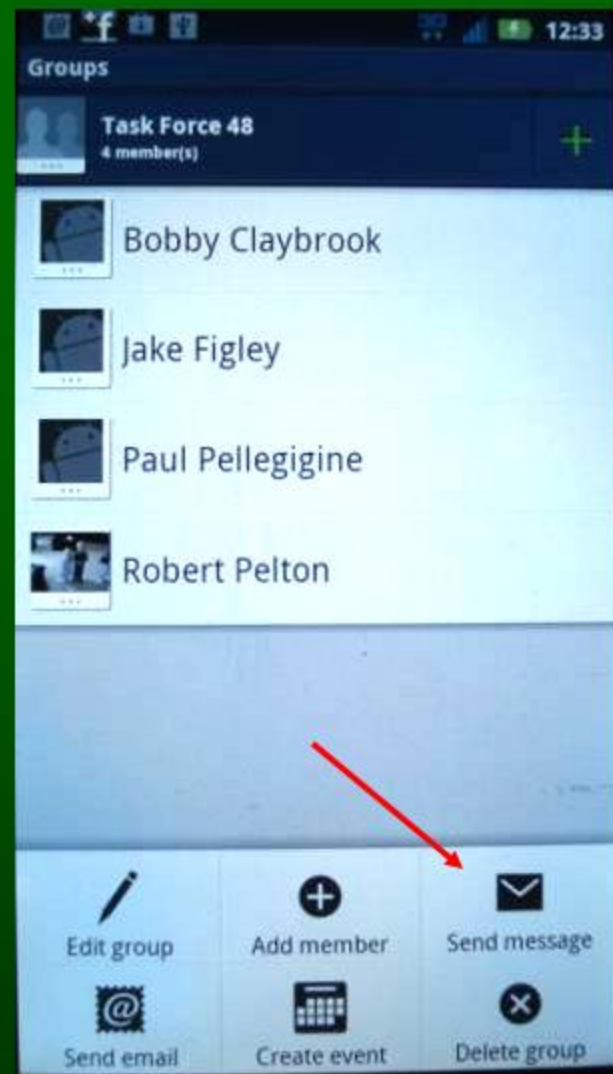 12:33
Groups
Task Force 48
4 member(s)
Bobby Claybrook
Jake Figley
Paul Pellegigine
Robert Pelton
Edit group
Add member
Send message
Send email
Create event
Delete group